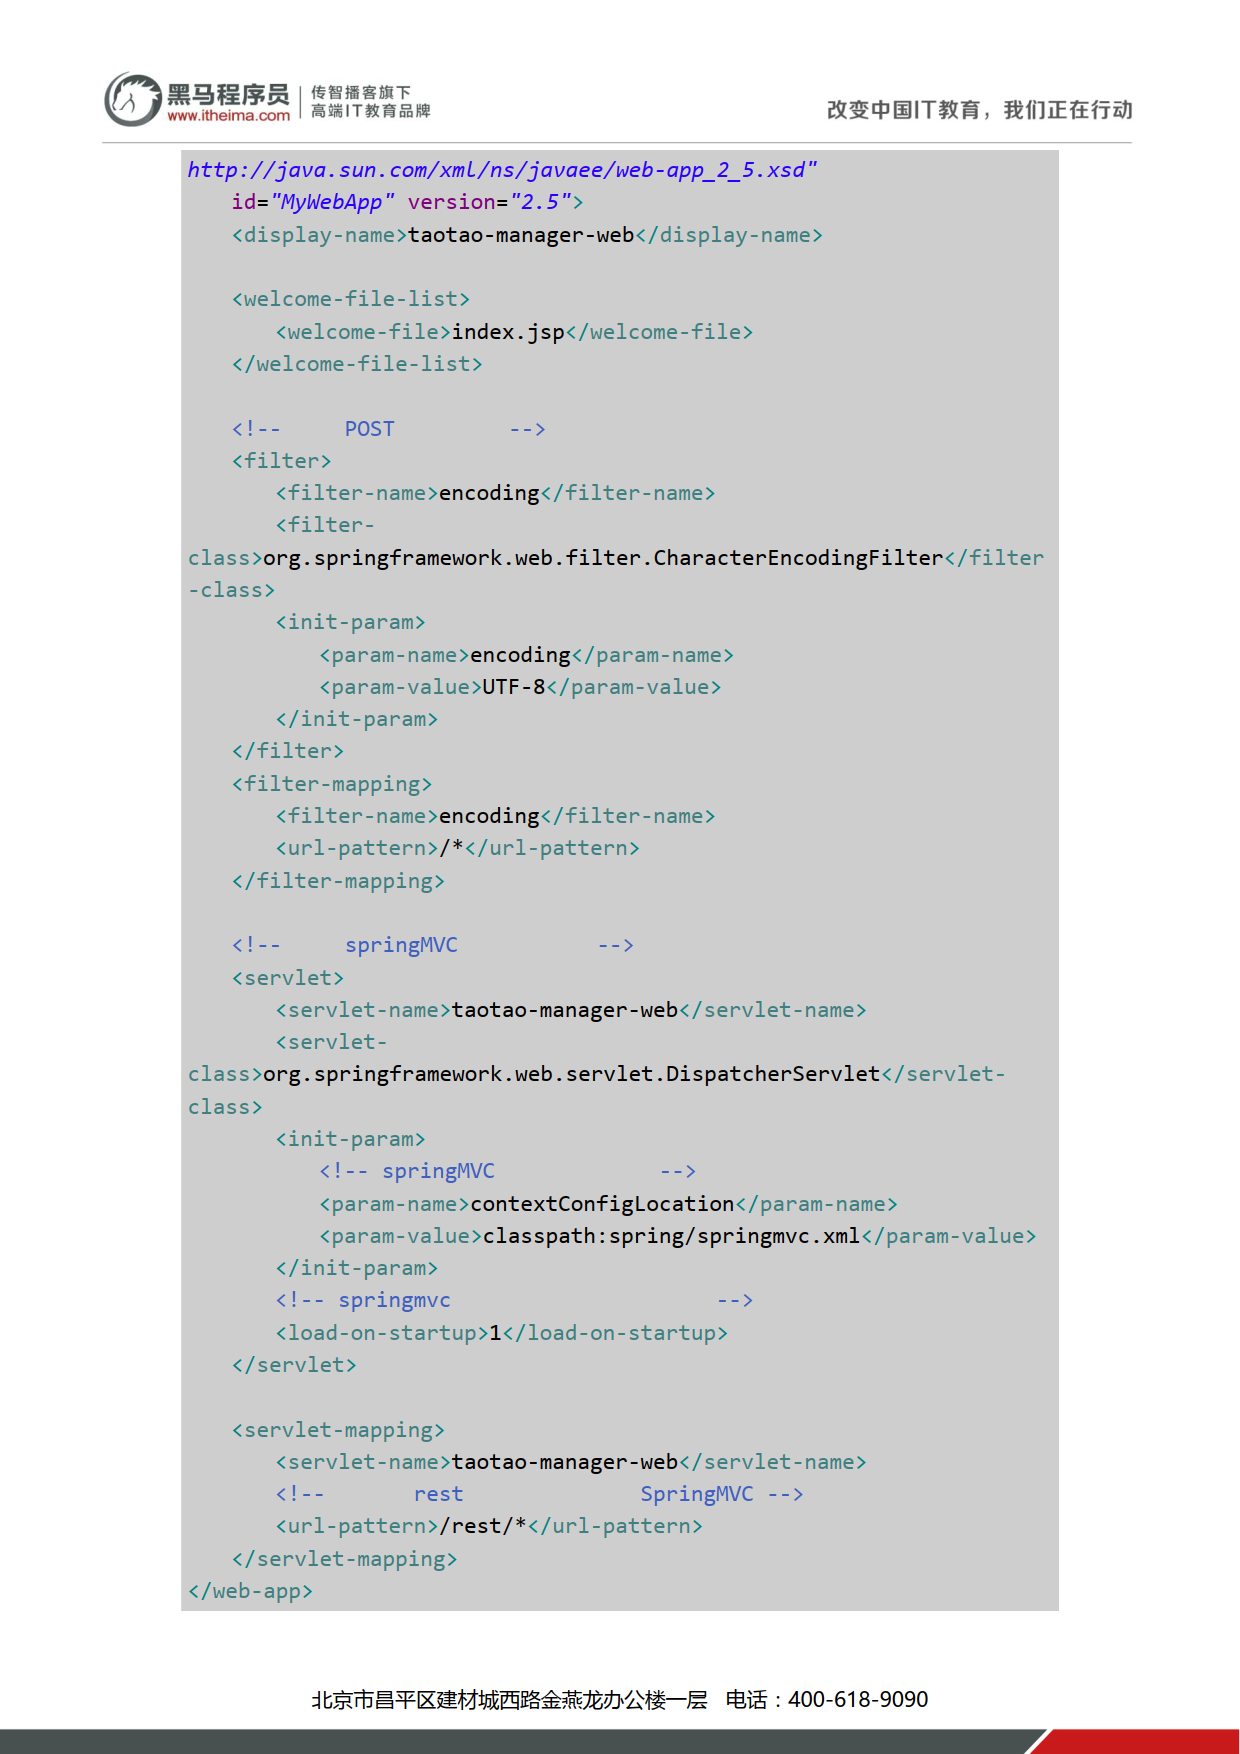 黑马程序员
www.itheima.com
传智播客旗下
高端IT教育品牌
改变中国IT教育，我们正在行动
http://java.sun.com/xml/ns/javaee/web-app_2_5.xsd"
id="MyWebApp" version="2.5">
<display-name>taotao-manager-web</display-name>
<welcome-file-list>
<welcome-file>index.jsp</welcome-file>
</welcome-file-list>
<!-- POST -->
<filter>
<filter-name>encoding</filter-name>
<filter-
class>org.springframework.web.filter.CharacterEncodingFilter</filter
-class>
<init-param>
<param-name>encoding</param-name>
<param-value>UTF-8</param-value>
</init-param>
</filter>
<filter-mapping>
<filter-name>encoding</filter-name>
<url-pattern>/*</url-pattern>
</filter-mapping>
<!-- springMVC -->
<servlet>
<servlet-name>taotao-manager-web</servlet-name>
<servlet-
class>org.springframework.web.servlet.DispatcherServlet</servlet-
class>
<init-param>
<!-- springMVC -->
<param-name>contextConfigLocation</param-name>
<param-value>classpath:spring/springmvc.xml</param-value>
</init-param>
<!-- springmvc -->
<load-on-startup>1</load-on-startup>
</servlet>
<servlet-mapping>
<servlet-name>taotao-manager-web</servlet-name>
<!-- rest SpringMVC -->
<url-pattern>/rest/*</url-pattern>
</servlet-mapping>
</web-app>
北京市昌平区建材城西路金燕龙办公楼一层 电话：400-618-9090